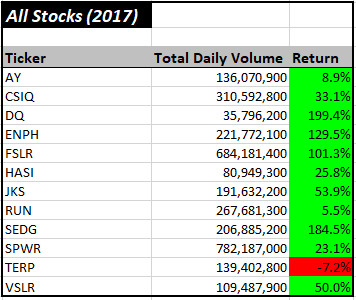 All Stocks (2017)
Ticker Total Daily Volume Return
AY 136,070,900 8.9%
CSIQ 310,592,800 33.1%
DQ 35,796,200 199.4%
ENPH 221,772,100 129.5%
FSLR 684,181,400 101.3%
HASI 80,949,300 25.8%
JKS 191,632,200 53.9%
RUN 267,681,300 5.5%
SEDG 206,885,200 184.5%
SPWR 782,187,000 23.1%
TERP 139,402,800 -7.2%
VSLR 109,487,900 50.0%